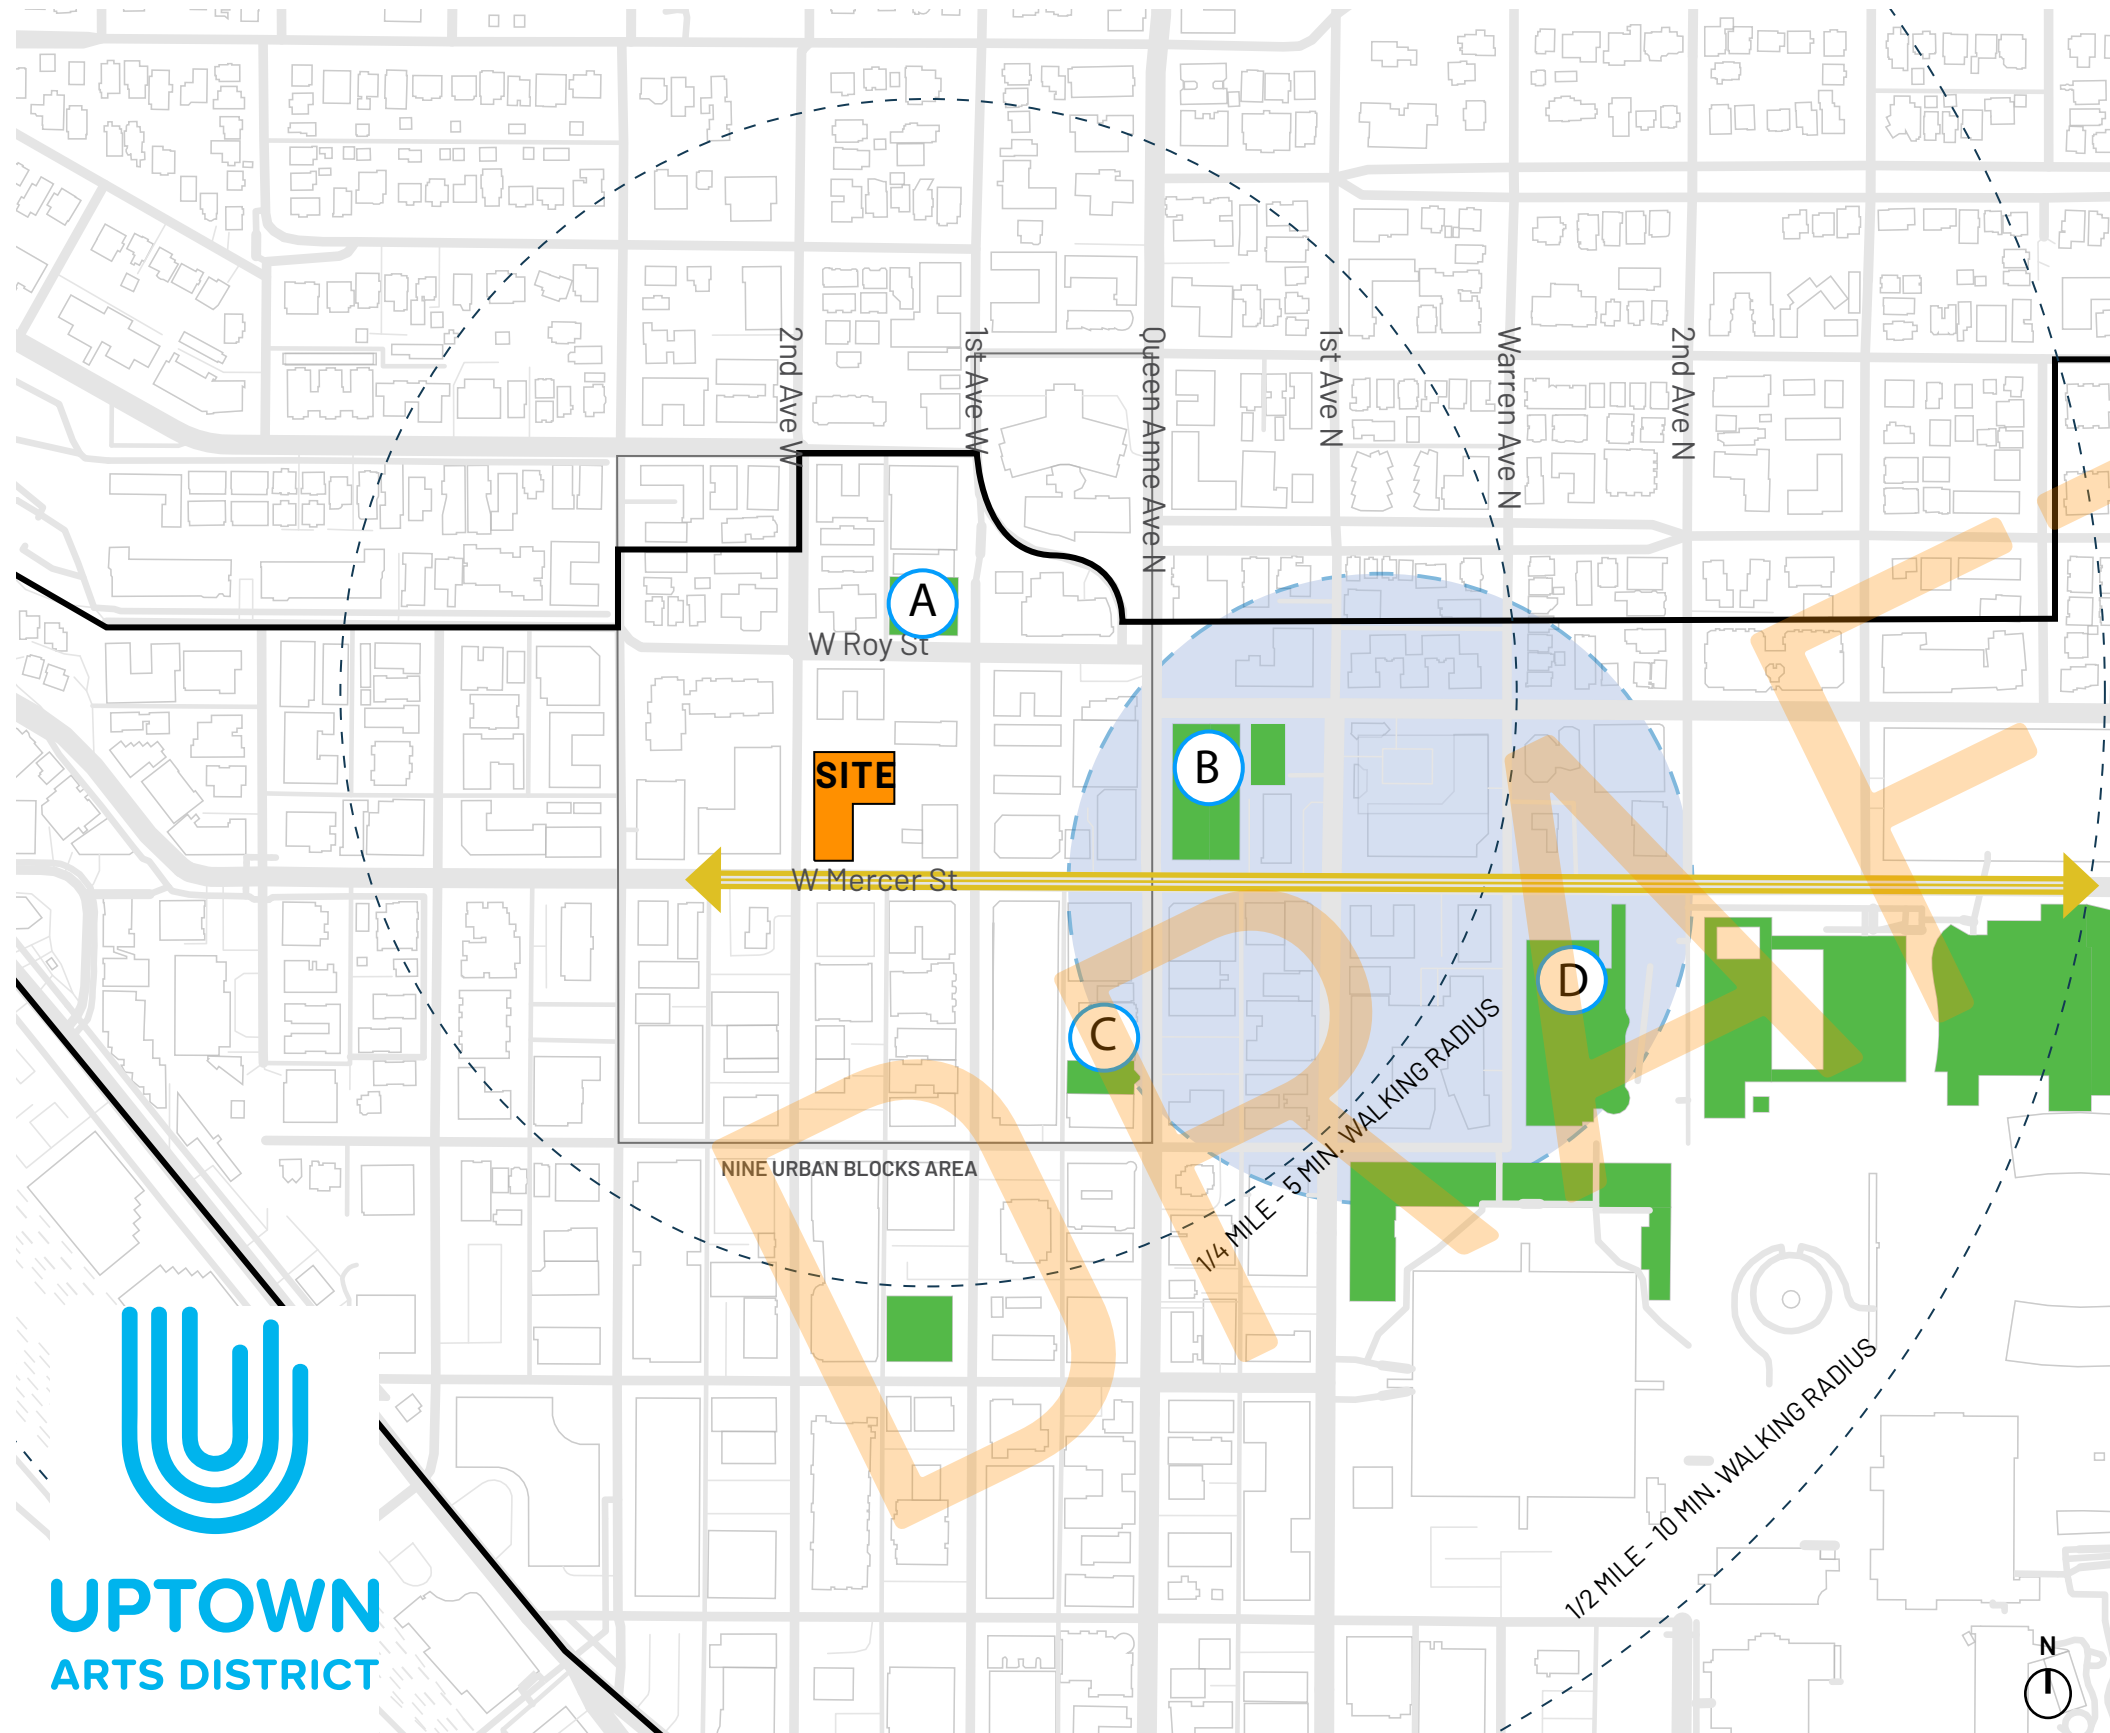 2nd Ave W
1st Ave W
Queen Anne Ave N
1st Ave N
Warren Ave N
2nd Ave N
A
W Roy St
B
SITE
W Mercer St
D
C
NINE URBAN BLOCKS AREA
1/4 MILE - 5 MIN. WALKING RADIUS
1/2 MILE - 10 MIN. WALKING RADIUS
DRAFT
UPTOWN
ARTS DISTRICT
N